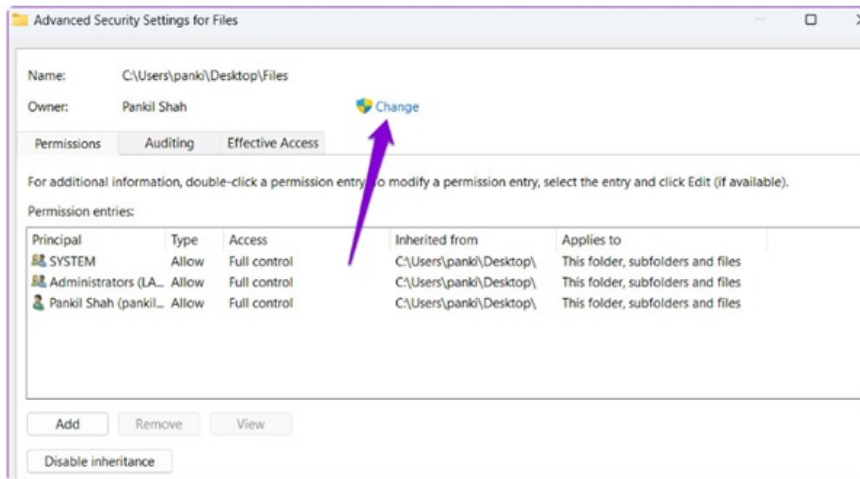 Advanced Security Settings for Files
Name: C:\Users\panki\Desktop\Files
Owner: Pankil Shah Change
Permissions Auditing Effective Access
For additional information, double-click a permission entry. To modify a permission entry, select the entry and click Edit (if available).
Permission entries:
Principal Type Access Inherited from Applies to
SYSTEM Allow Full control C:\Users\panki\Desktop\ This folder, subfolders and files
Administrators (LA... Allow Full control C:\Users\panki\Desktop\ This folder, subfolders and files
Pankil Shah (pankil... Allow Full control C:\Users\panki\Desktop\ This folder, subfolders and files
Add Remove View
Disable inheritance